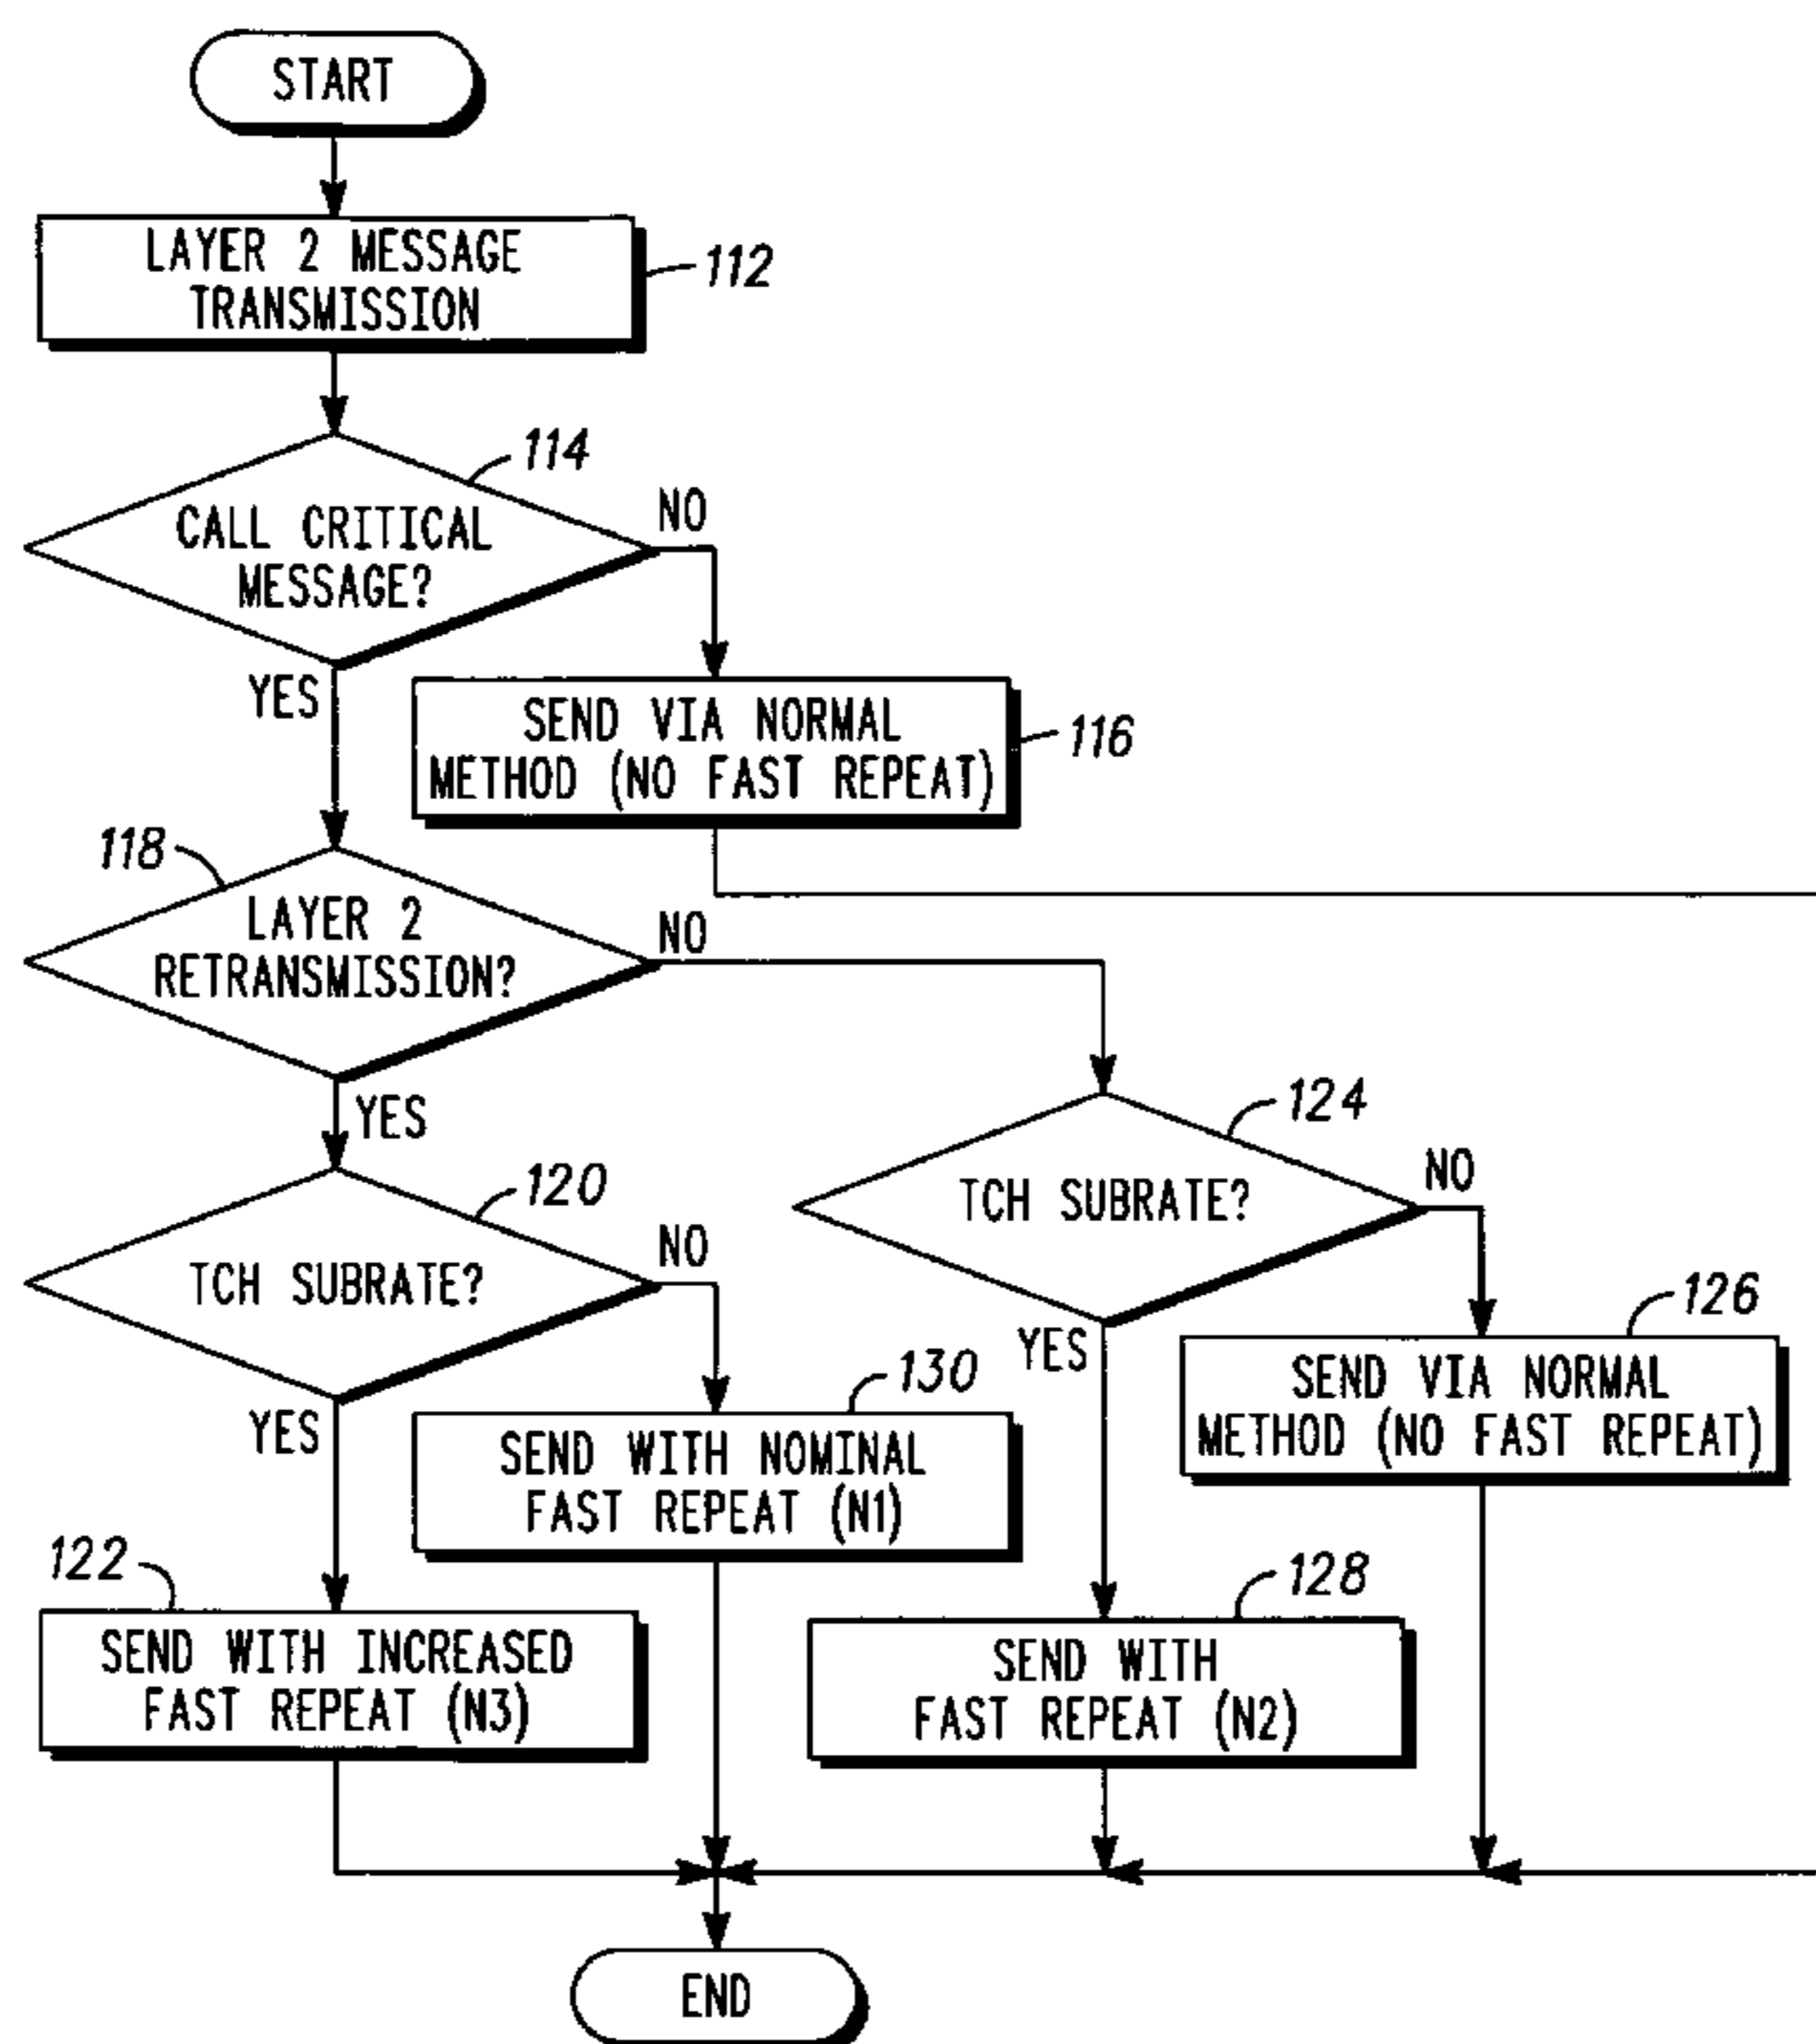 START
LAYER 2 MESSAGE
TRANSMISSION
112
114
CALL CRITICAL
MESSAGE?
NO
YES
SEND VIA NORMAL
METHOD (NO FAST REPEAT)
116
118
LAYER 2
RETRANSMISSION?
NO
YES
120
TCH SUBRATE?
NO
YES
124
TCH SUBRATE?
NO
YES
126
SEND VIA NORMAL
METHOD (NO FAST REPEAT)
130
SEND WITH NOMINAL
FAST REPEAT (N1)
122
SEND WITH INCREASED
FAST REPEAT (N3)
128
SEND WITH
FAST REPEAT (N2)
END